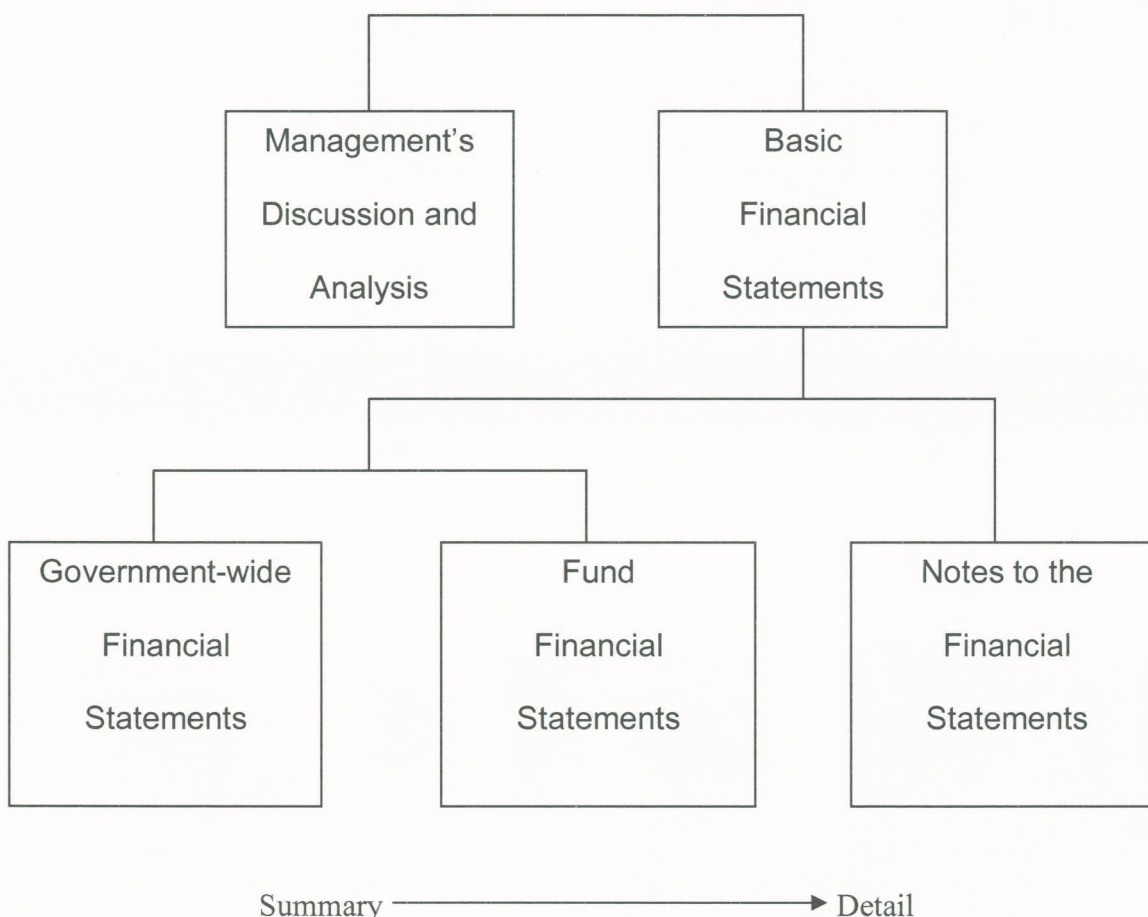 Management's
Discussion and
Analysis
Basic
Financial
Statements
Government-wide
Financial
Statements
Fund
Financial
Statements
Notes to the
Financial
Statements
Summary
Detail